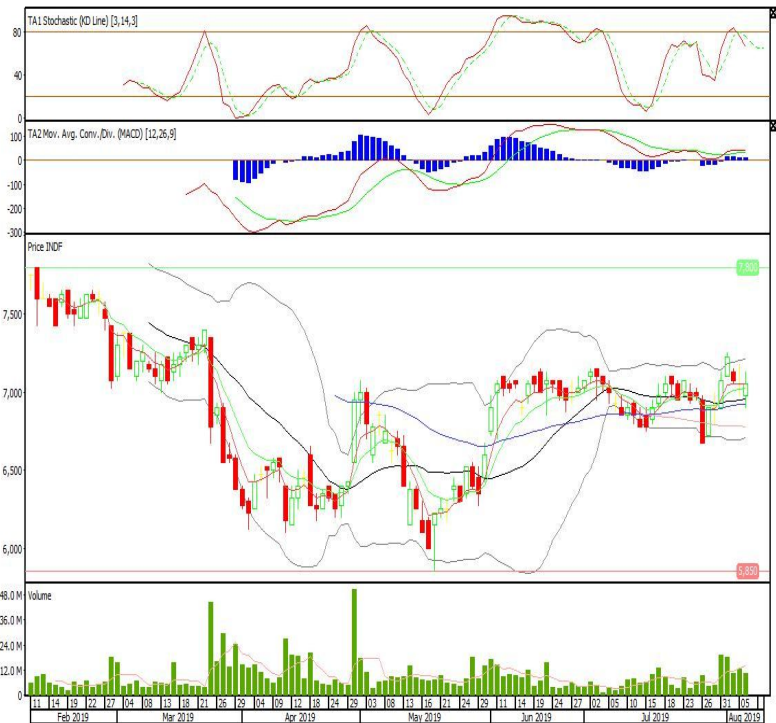 TA1 Stochastic (KD Line) [3,14,3]
80
40
0
TA2 Mov. Avg. Conv./Div. (MACD) [12,26,9]
100
0
-100
-200
-300
Price INDF
7,800
7,500
7,000
6,500
6,000
5,850
Volume
48.0 M
36.0 M
24.0 M
12.0 M
0
11 14 19 22 27 04 08 13 18 21 26 29 04 09 12 18 24 29 03 08 13 16 21 24 29 11 14 19 24 27 02 05 10 15 18 23 26 31 05
Feb 2019 Mar 2019 Apr 2019 May 2019 Jun 2019 Jul 2019 Aug 2019